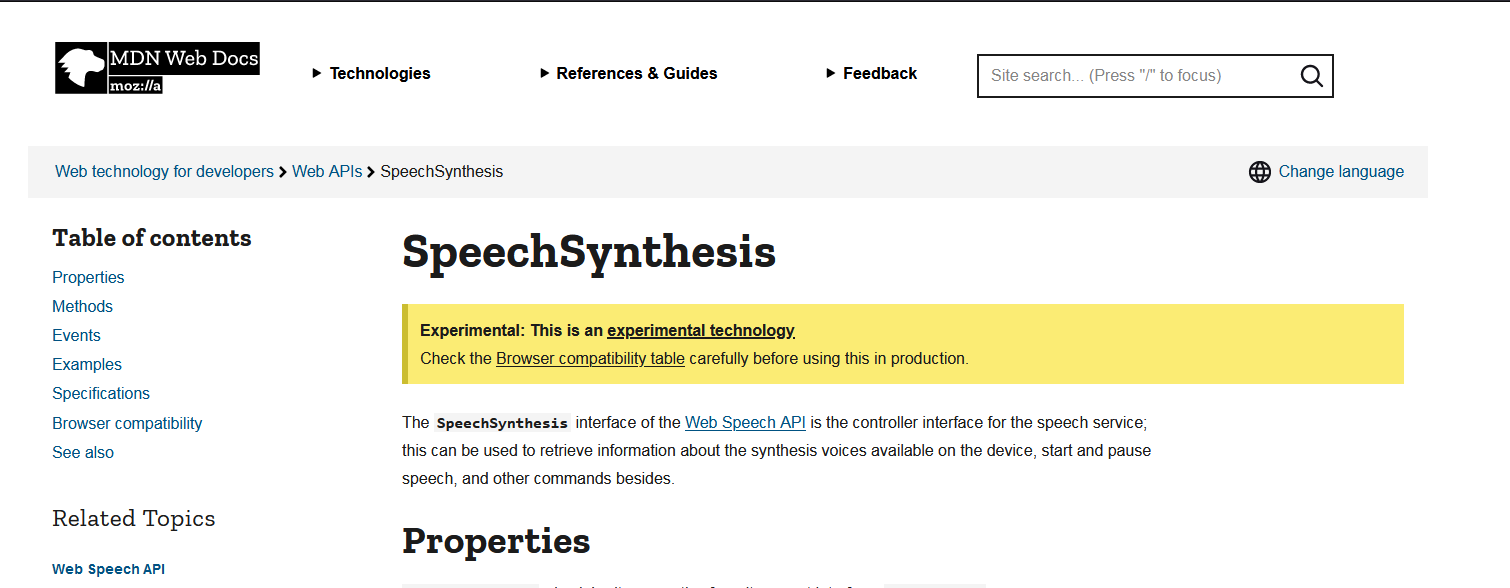 MDN Web Docs
moz://a
Technologies
References & Guides
Feedback
Site search... (Press "/" to focus)
Web technology for developers
Web APIs
SpeechSynthesis
Change language
Table of contents
Properties
Methods
Events
Examples
Specifications
Browser compatibility
See also
Related Topics
Web Speech API
SpeechSynthesis
Experimental: This is an experimental technology
Check the Browser compatibility table carefully before using this in production.
The SpeechSynthesis interface of the Web Speech API is the controller interface for the speech service;
this can be used to retrieve information about the synthesis voices available on the device, start and pause
speech, and other commands besides.
Properties